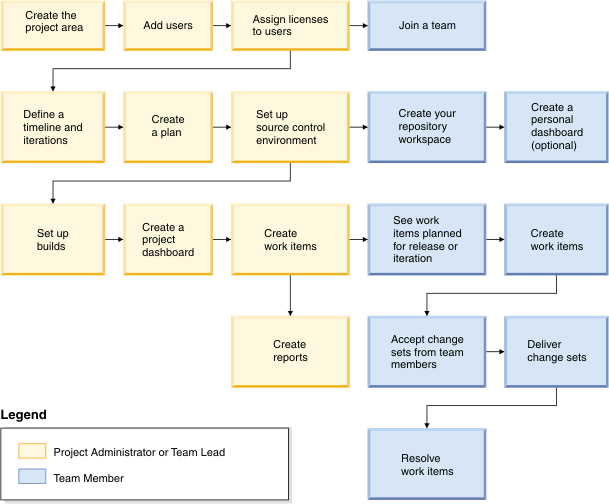 Create the
project area
Add users
Assign licenses
to users
Join a team
Define a
timeline and
iterations
Create
a plan
Set up
source control
environment
Create your
repository
workspace
Create a
personal
dashboard
(optional)
Set up
builds
Create a
project
dashboard
Create
work items
See work
items planned
for release or
iteration
Create
work items
Create
reports
Accept change
sets from team
members
Deliver
change sets
Resolve
work items
Legend
Project Administrator or Team Lead
Team Member